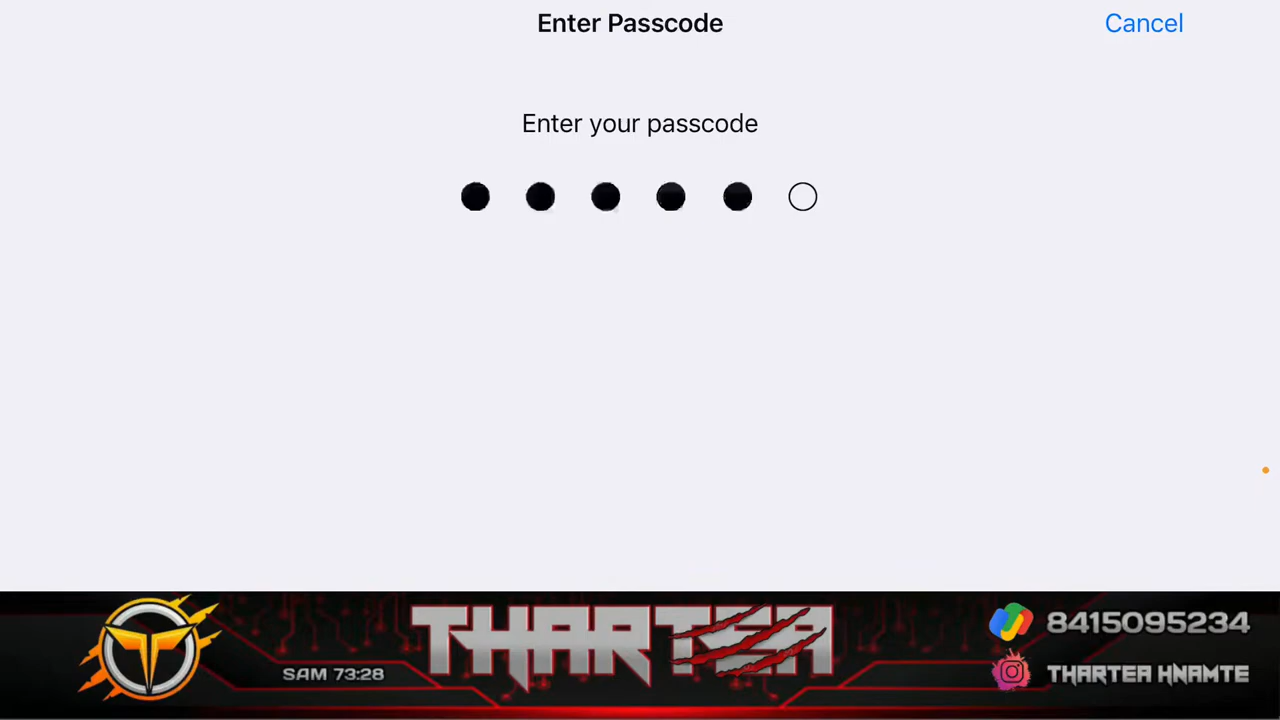 Enter Passcode
Cancel
Enter your passcode
SAM 73:28
THARTEA
8415095234
THARTEA HNAMTE